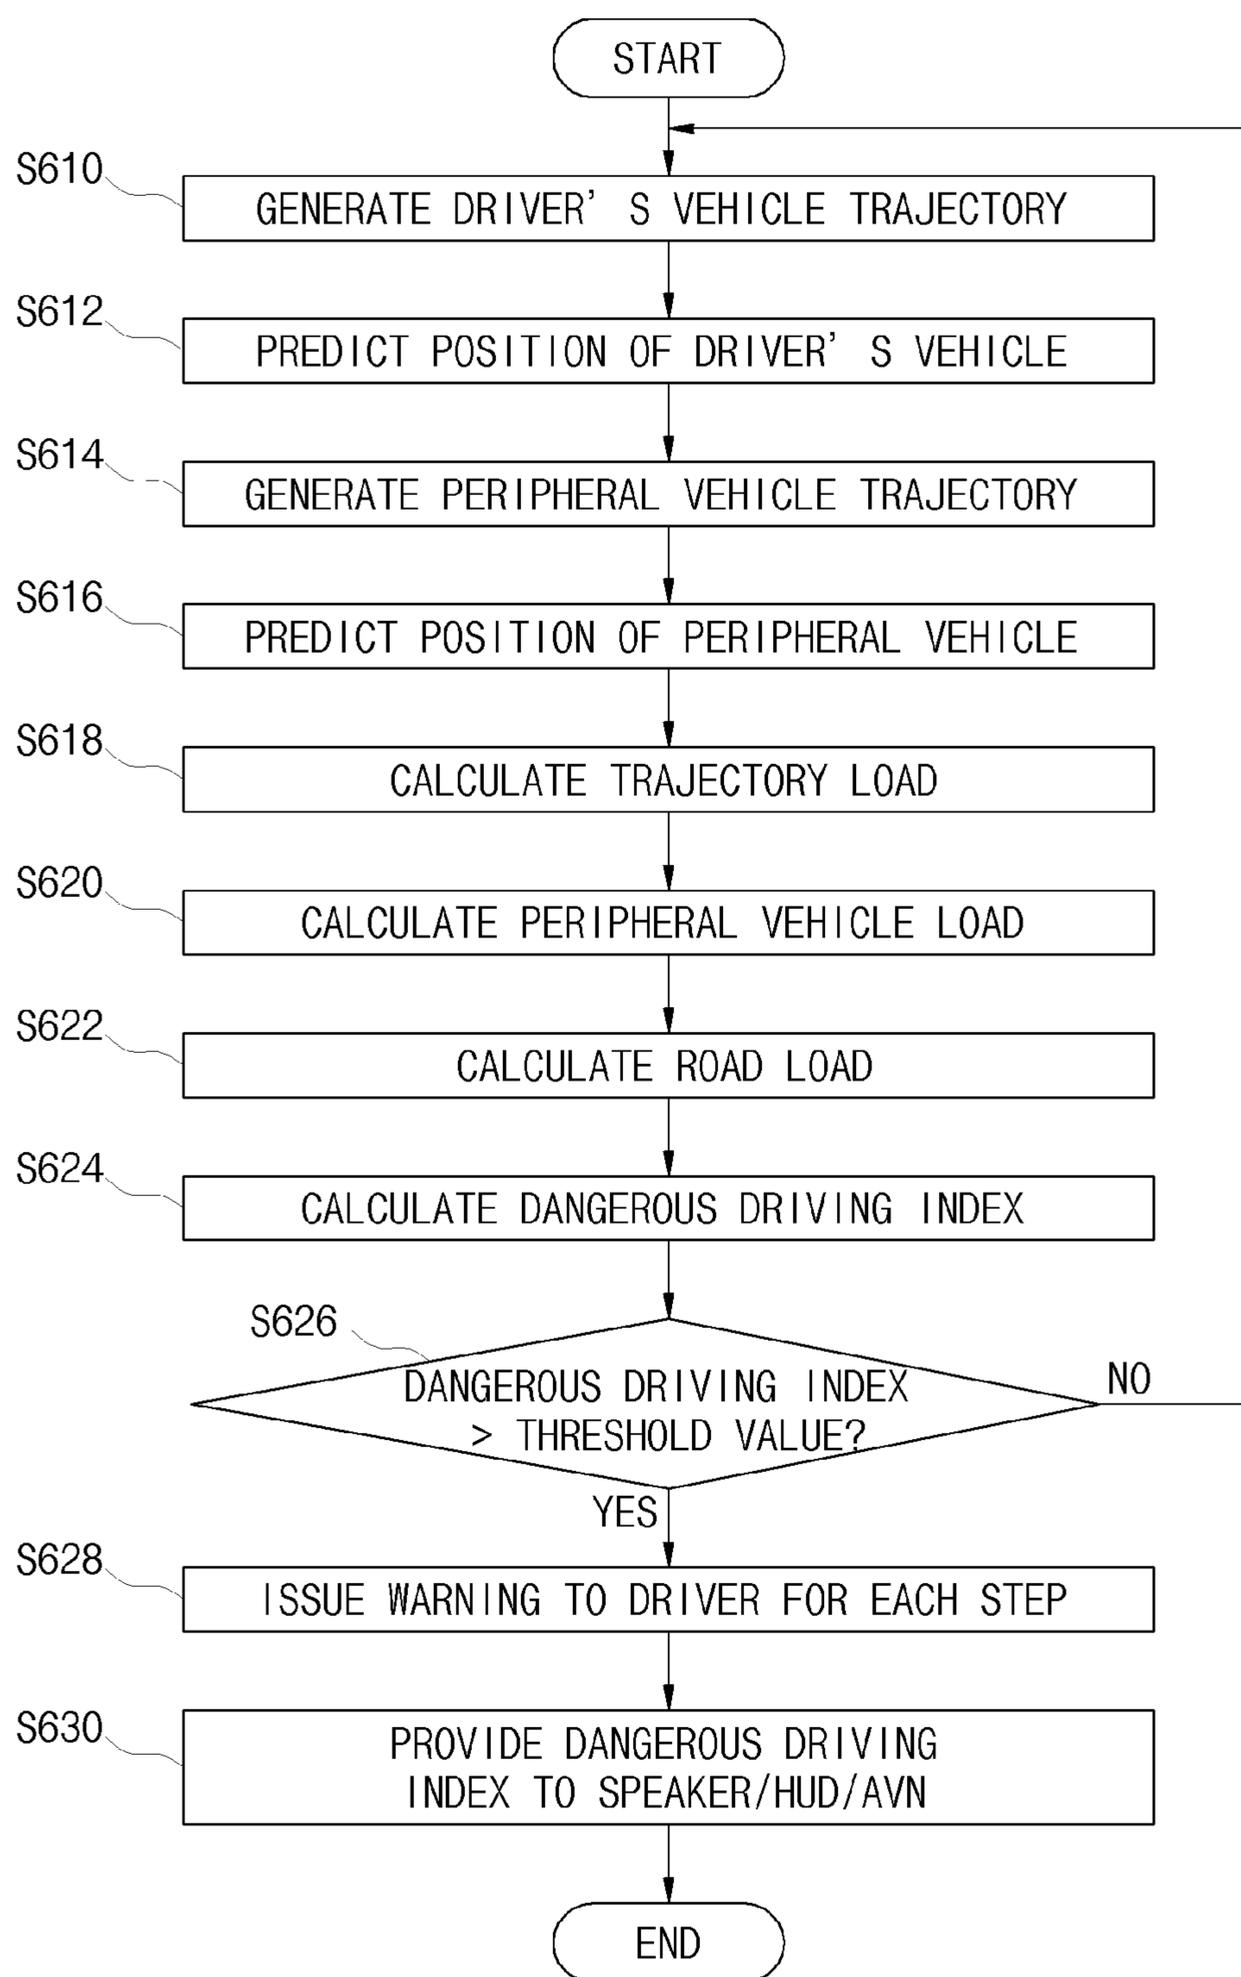 START
S610
GENERATE DRIVER' S VEHICLE TRAJECTORY
S612
PREDICT POSITION OF DRIVER' S VEHICLE
S614
GENERATE PERIPHERAL VEHICLE TRAJECTORY
S616
PREDICT POSITION OF PERIPHERAL VEHICLE
S618
CALCULATE TRAJECTORY LOAD
S620
CALCULATE PERIPHERAL VEHICLE LOAD
S622
CALCULATE ROAD LOAD
S624
CALCULATE DANGEROUS DRIVING INDEX
S626
DANGEROUS DRIVING INDEX
> THRESHOLD VALUE?
NO
YES
S628
ISSUE WARNING TO DRIVER FOR EACH STEP
S630
PROVIDE DANGEROUS DRIVING
INDEX TO SPEAKER/HUD/AVN
END